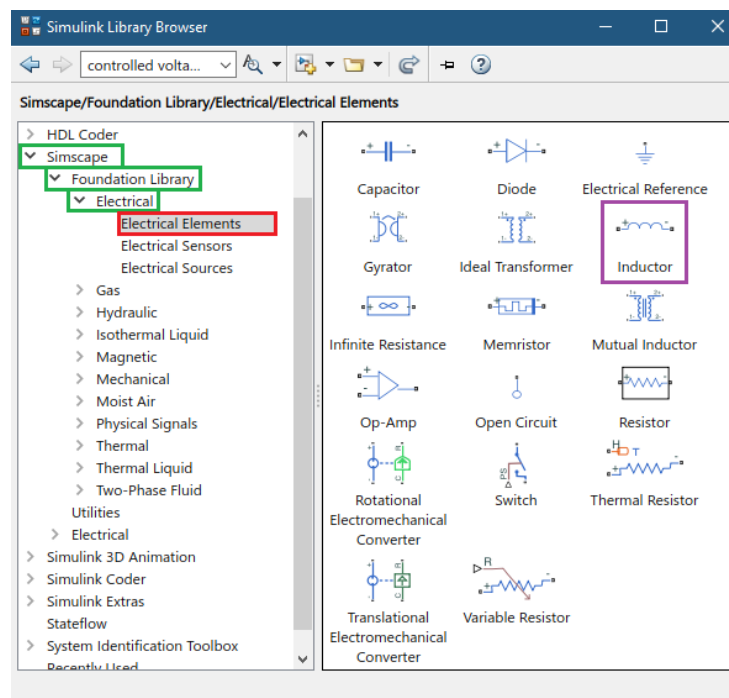 Simulink Library Browser
controlled volta...
Simscape/Foundation Library/Electrical/Electrical Elements
HDL Coder
Simscape
Foundation Library
Electrical
Electrical Elements
Electrical Sensors
Electrical Sources
Gas
Hydraulic
Isothermal Liquid
Magnetic
Mechanical
Moist Air
Physical Signals
Thermal
Thermal Liquid
Two-Phase Fluid
Utilities
Electrical
Simulink 3D Animation
Simulink Coder
Simulink Extras
Stateflow
System Identification Toolbox
Recently Used
Capacitor
Diode
Electrical Reference
Gyrator
Ideal Transformer
Inductor
Infinite Resistance
Memristor
Mutual Inductor
Op-Amp
Open Circuit
Resistor
Rotational
Electromechanical
Converter
PS
Switch
H T
Thermal Resistor
Translational
Electromechanical
Converter
R
Variable Resistor